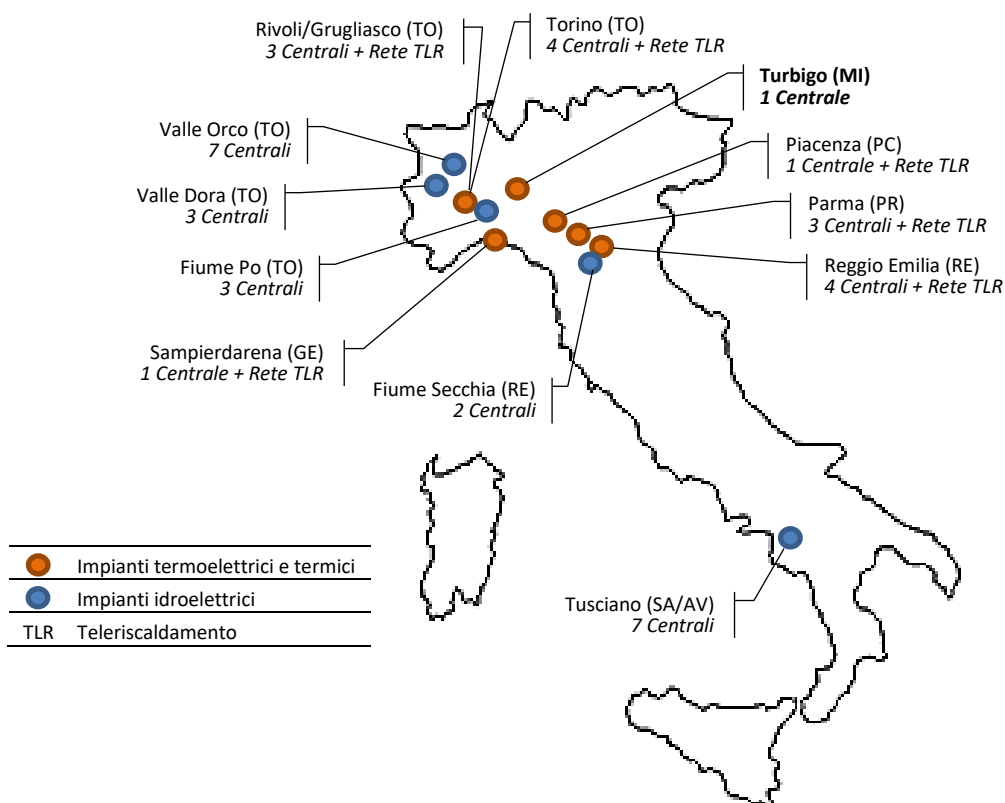 Rivoli/Grugliasco (TO)
3 Centrali + Rete TLR
Torino (TO)
4 Centrali + Rete TLR
Turbigo (MI)
1 Centrale
Valle Orco (TO)
7 Centrali
Piacenza (PC)
1 Centrale + Rete TLR
Valle Dora (TO)
3 Centrali
Parma (PR)
3 Centrali + Rete TLR
Fiume Po (TO)
3 Centrali
Reggio Emilia (RE)
4 Centrali + Rete TLR
Sampierdarena (GE)
1 Centrale + Rete TLR
Fiume Secchia (RE)
2 Centrali
Impianti termoelettrici e termici
Impianti idroelettrici
TLR Teleriscaldamento
Tusciano (SA/AV)
7 Centrali